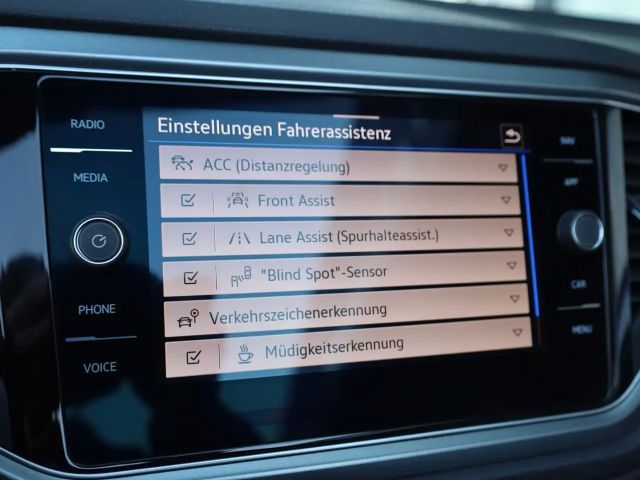 RADIO
MEDIA
PHONE
VOICE
Einstellungen Fahrerassistenz
ACC (Distanzregelung)
Front Assist
Lane Assist (Spurhalteassist.)
"Blind Spot"-Sensor
Verkehrszeichenerkennung
Müdigkeitserkennung
NAV
APP
CAR
MENU